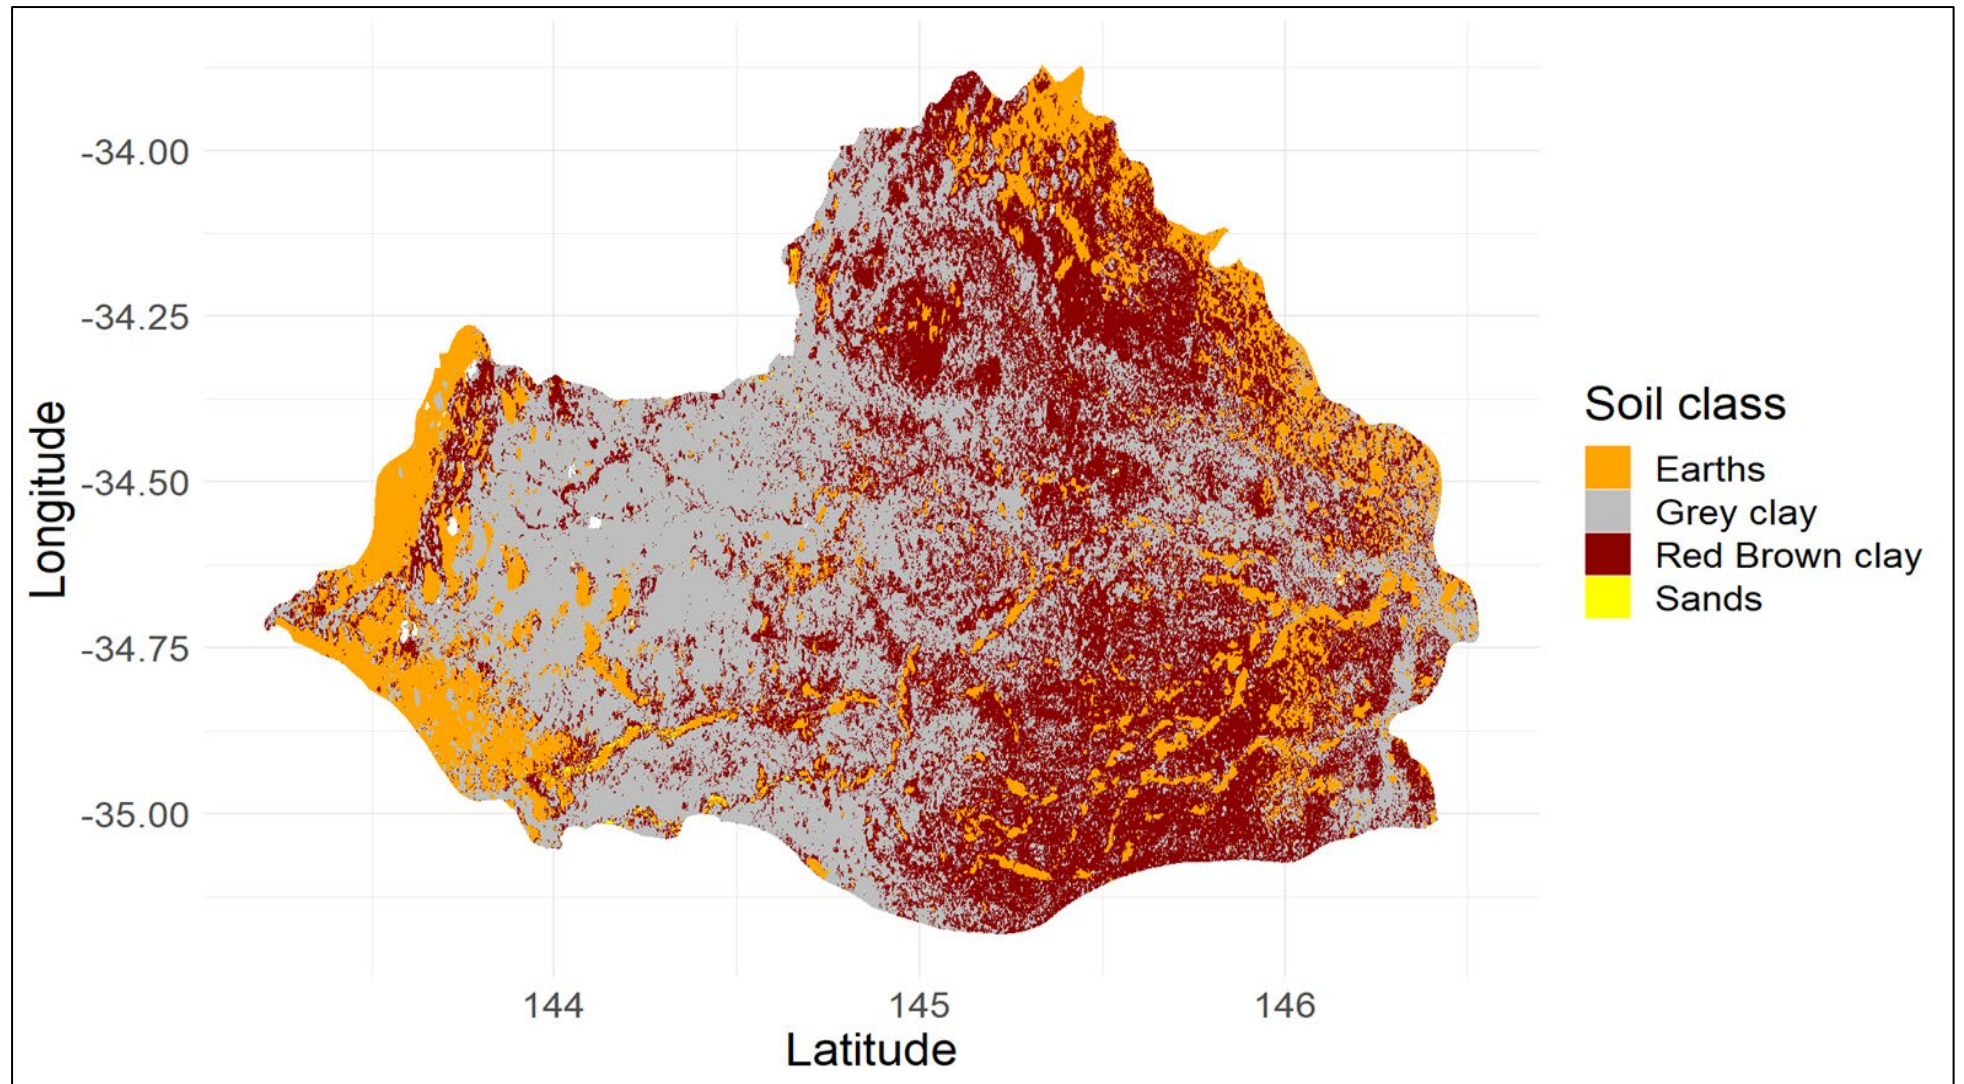 -34.00
-34.25
-34.50
-34.75
-35.00
Longitude
144 145 146
Latitude
Soil class
Earths
Grey clay
Red Brown clay
Sands